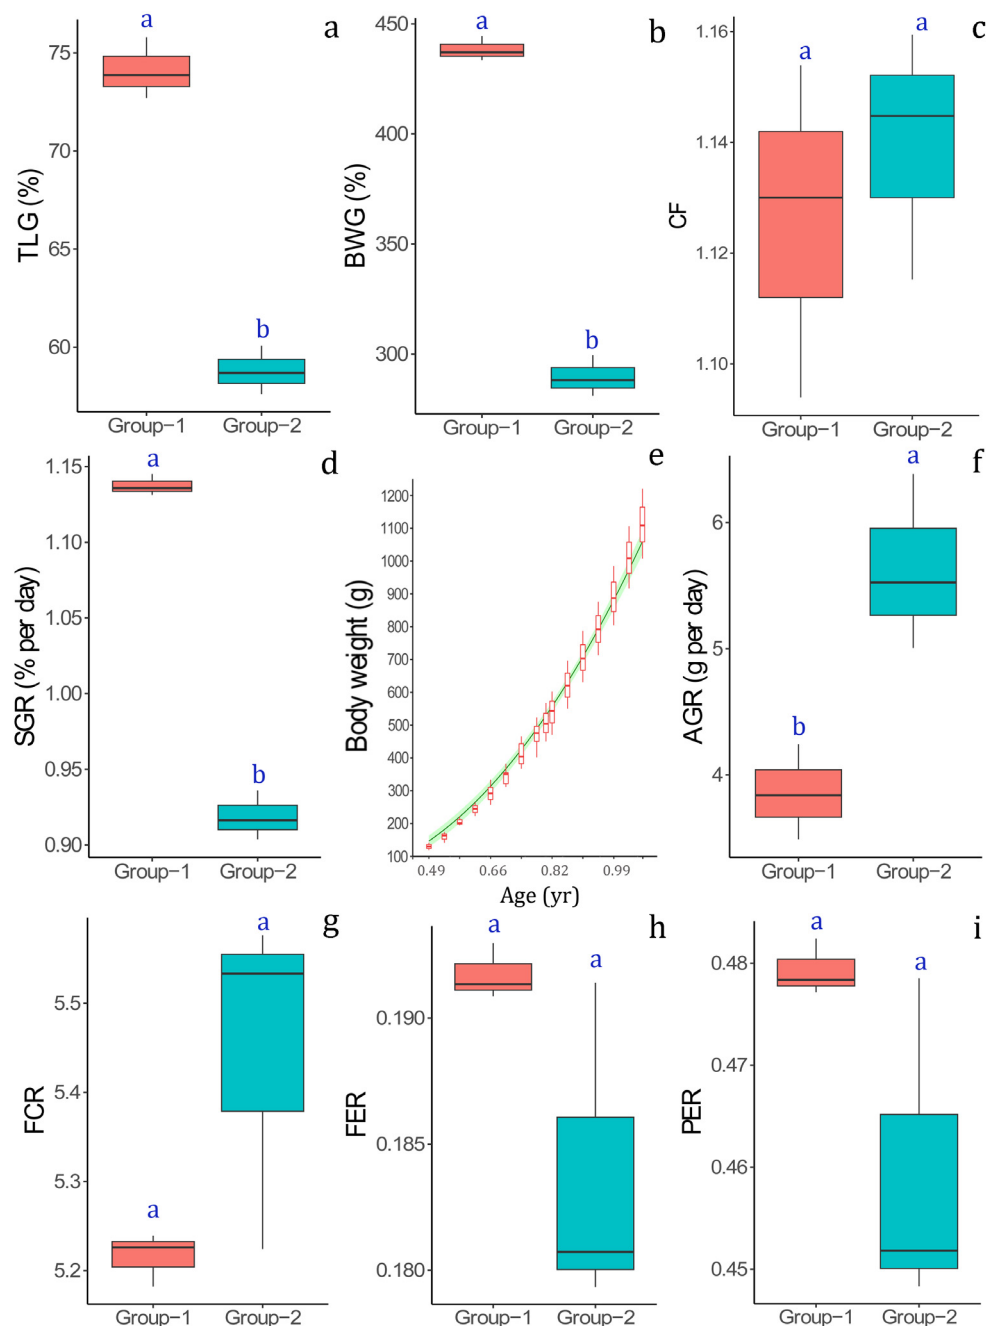 a
a
75
70
65
60
b
TLG (%)
Group-1 Group-2
b
a
450
400
350
300
b
BWG (%)
Group-1 Group-2
c
a
a
1.16
1.14
1.12
1.10
CF
Group-1 Group-2
d
a
1.15
1.10
1.05
1.00
0.95
0.90
b
SGR (% per day)
Group-1 Group-2
e
1200
1100
1000
900
800
700
600
500
400
300
200
100
Body weight (g)
0.49 0.66 0.82 0.99
Age (yr)
f
a
6
5
4
b
AGR (g per day)
Group-1 Group-2
g
a
5.5
5.4
5.3
5.2
a
FCR
Group-1 Group-2
h
a
a
0.190
0.185
0.180
FER
Group-1 Group-2
i
a
a
0.48
0.47
0.46
0.45
PER
Group-1 Group-2